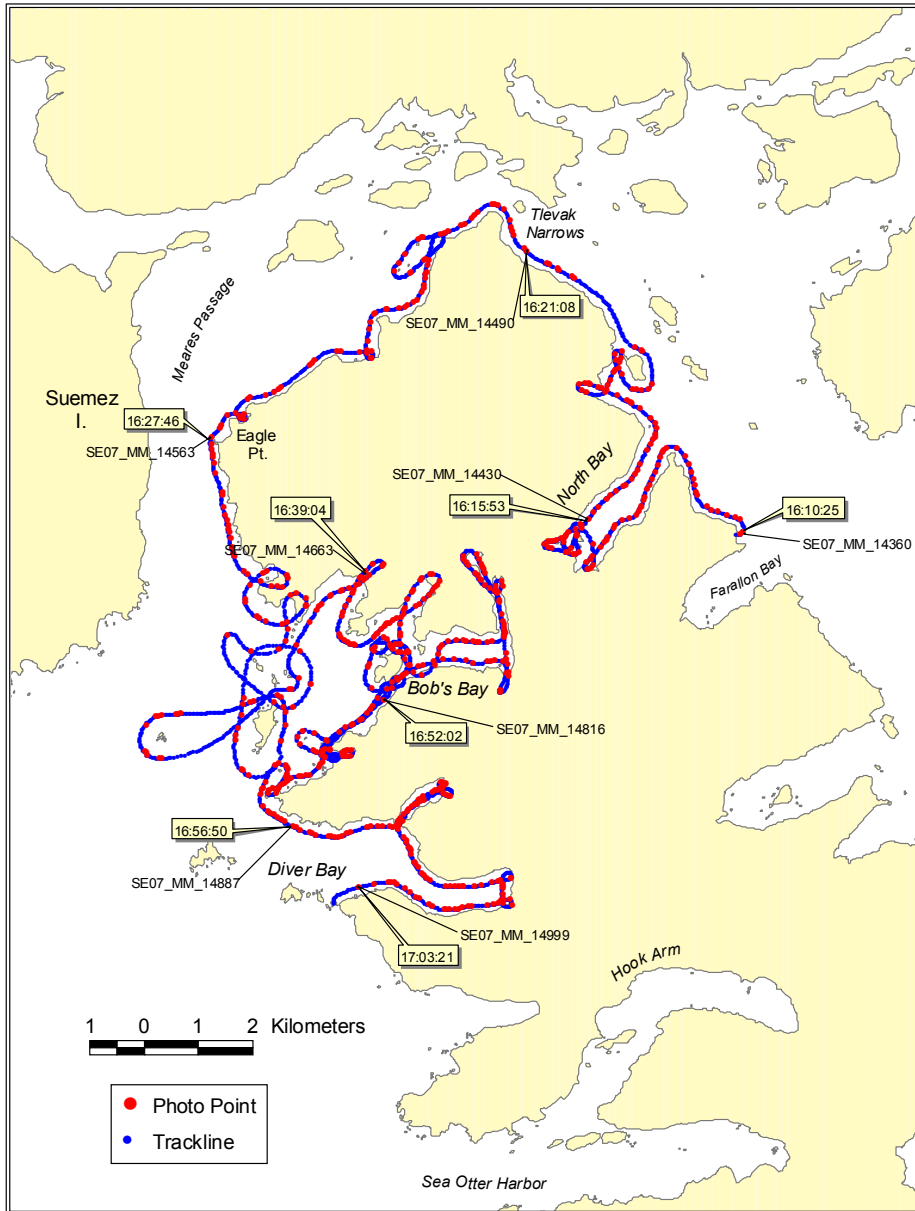 Tlevak
Narrows
16:21:08
SE07_MM_14490
Meares Passage
Suemez
I.
16:27:46
Eagle
Pt.
SE07_MM_14563
North Bay
SE07_MM_14430
16:15:53
16:10:25
SE07_MM_14360
16:39:04
SE07_MM_14663
Farallon Bay
Bob's Bay
SE07_MM_14816
16:52:02
16:56:50
Diver Bay
SE07_MM_14887
SE07_MM_14999
17:03:21
Hook Arm
1 0 1 2 Kilometers
Photo Point
Trackline
Sea Otter Harbor